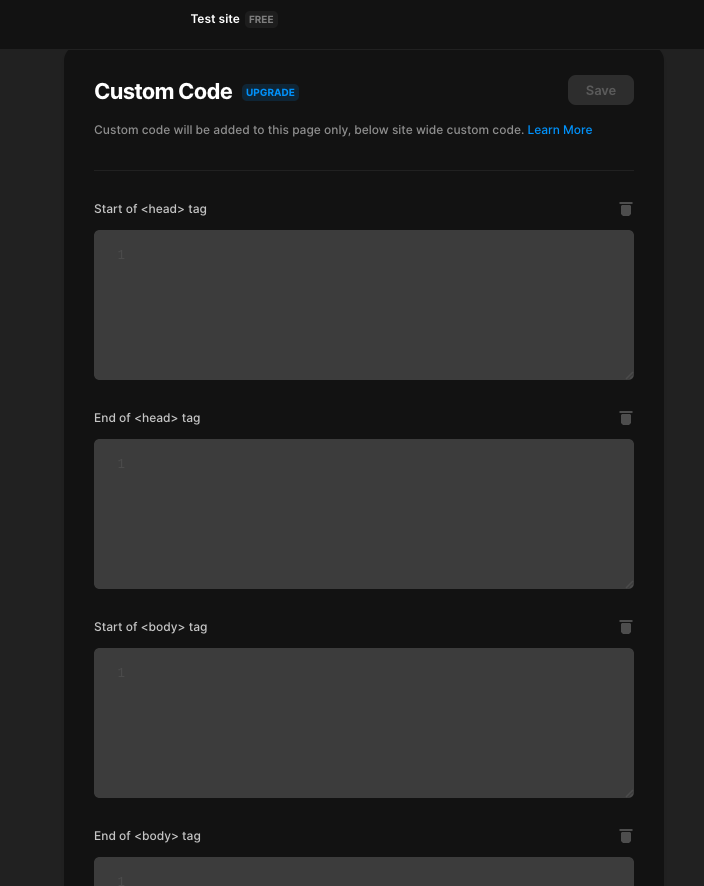 Test site FREE
Custom Code UPGRADE
Save
Custom code will be added to this page only, below site wide custom code. Learn More
Start of <head> tag
1
End of <head> tag
1
Start of <body> tag
1
End of <body> tag
1